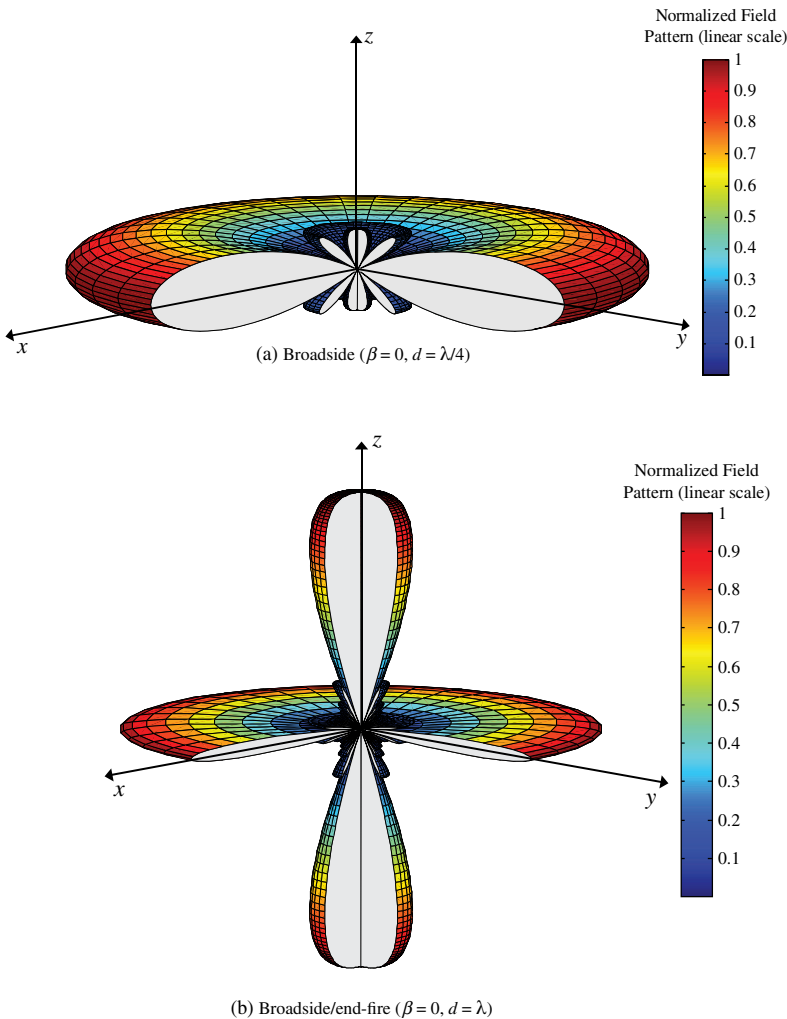 Normalized Field
Pattern (linear scale)
z
1
0.9
0.8
0.7
0.6
0.5
0.4
0.3
0.2
0.1
x
y
(a) Broadside (β = 0, d = λ/4)
z
Normalized Field
Pattern (linear scale)
1
0.9
0.8
0.7
0.6
0.5
0.4
0.3
0.2
0.1
x
y
(b) Broadside/end-fire (β = 0, d = λ)